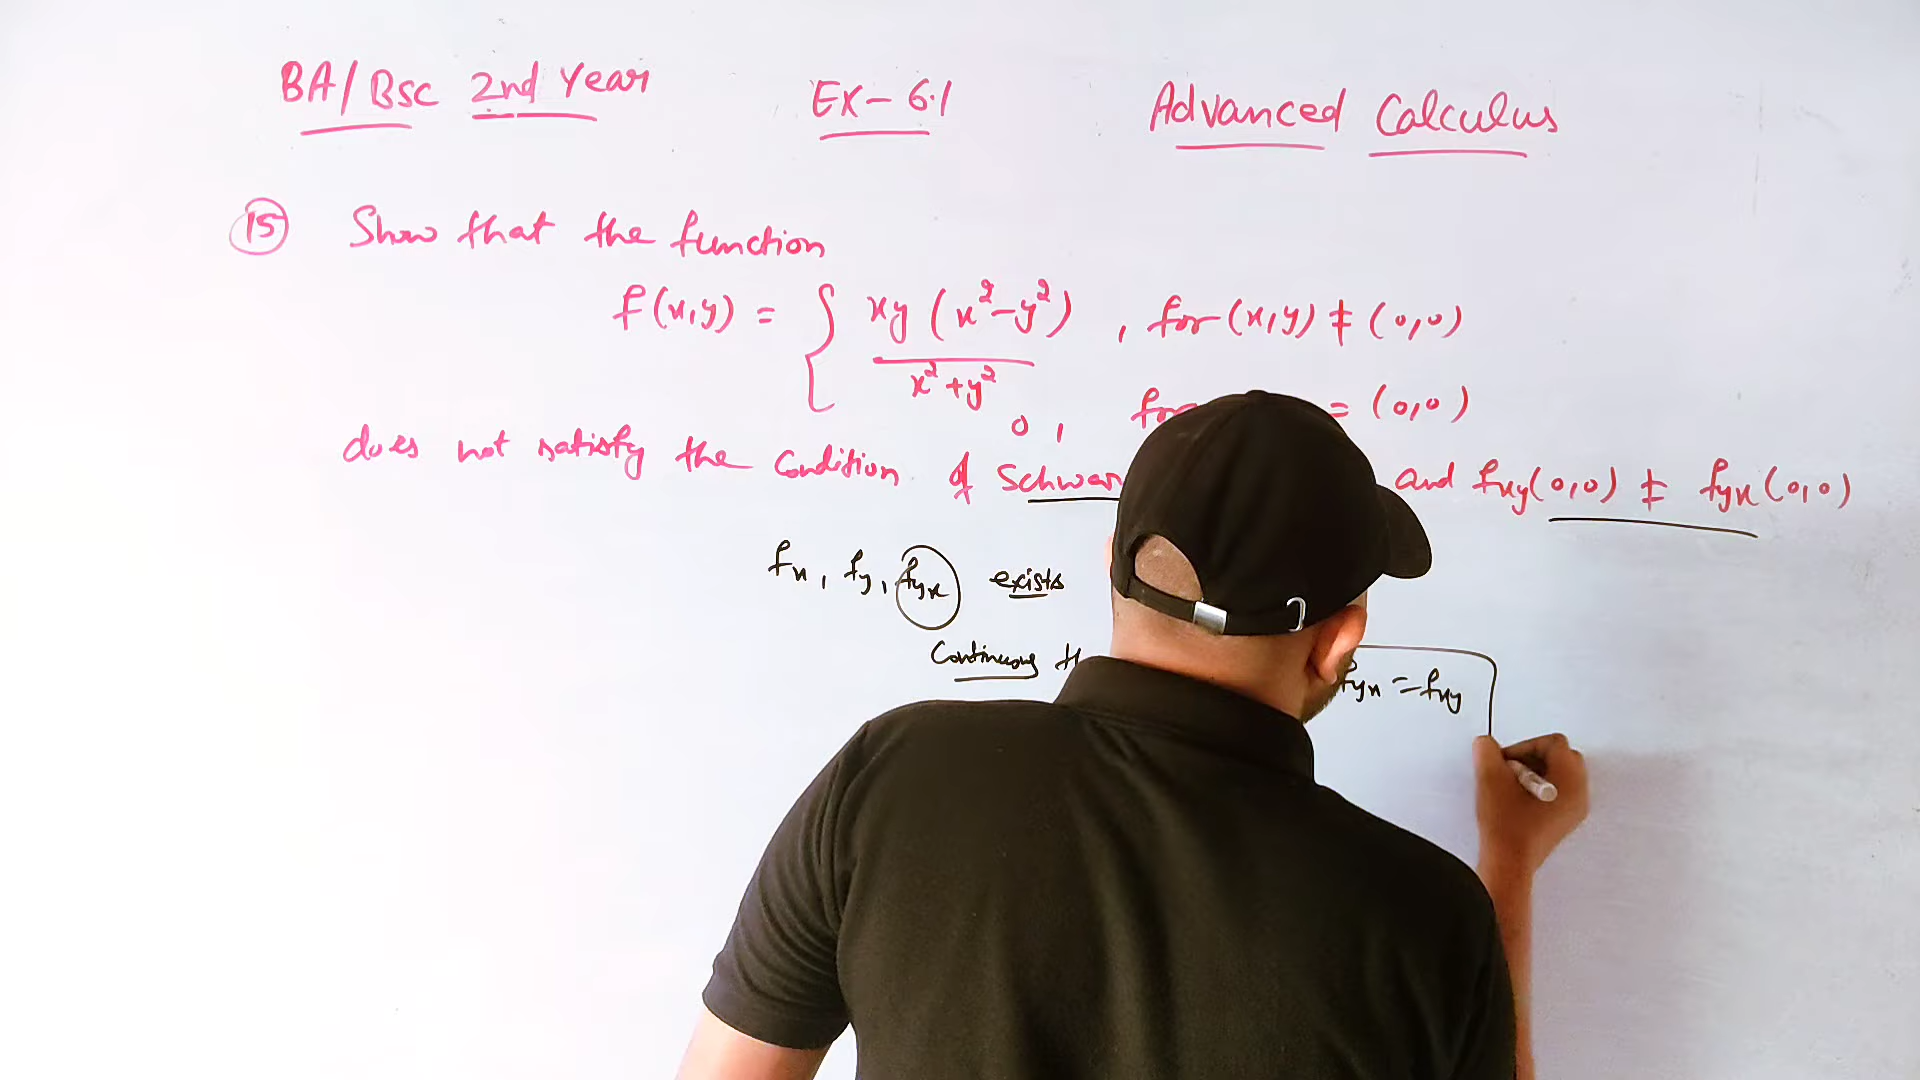 BA/BSc 2nd Year EX-6.1 Advanced Calculus
15 Show that the function
f(x,y) = { xy(x²-y²) / x²+y² , for (x,y) ≠ (0,0)
0, = (0,0)
does not satisfy the condition of and fxy(0,0) ≠ fyx(0,0)
fx, fy, fyx exists
Continuous
fyx = fxy